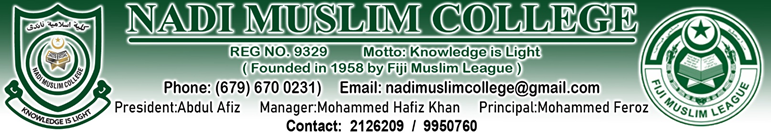 NADI MUSLIM COLLEGE
REG NO. 9329 Motto: Knowledge is Light
( Founded in 1958 by Fiji Muslim League )
Phone: (679) 670 0231) Email: nadimuslimcollege@gmail.com
President:Abdul Afiz Manager:Mohammed Hafiz Khan Principal:Mohammed Feroz
Contact: 2126209 / 9950760
NADI MUSLIM COLLEGE
KNOWLEDGE IS LIGHT
FIJI MUSLIM LEAGUE